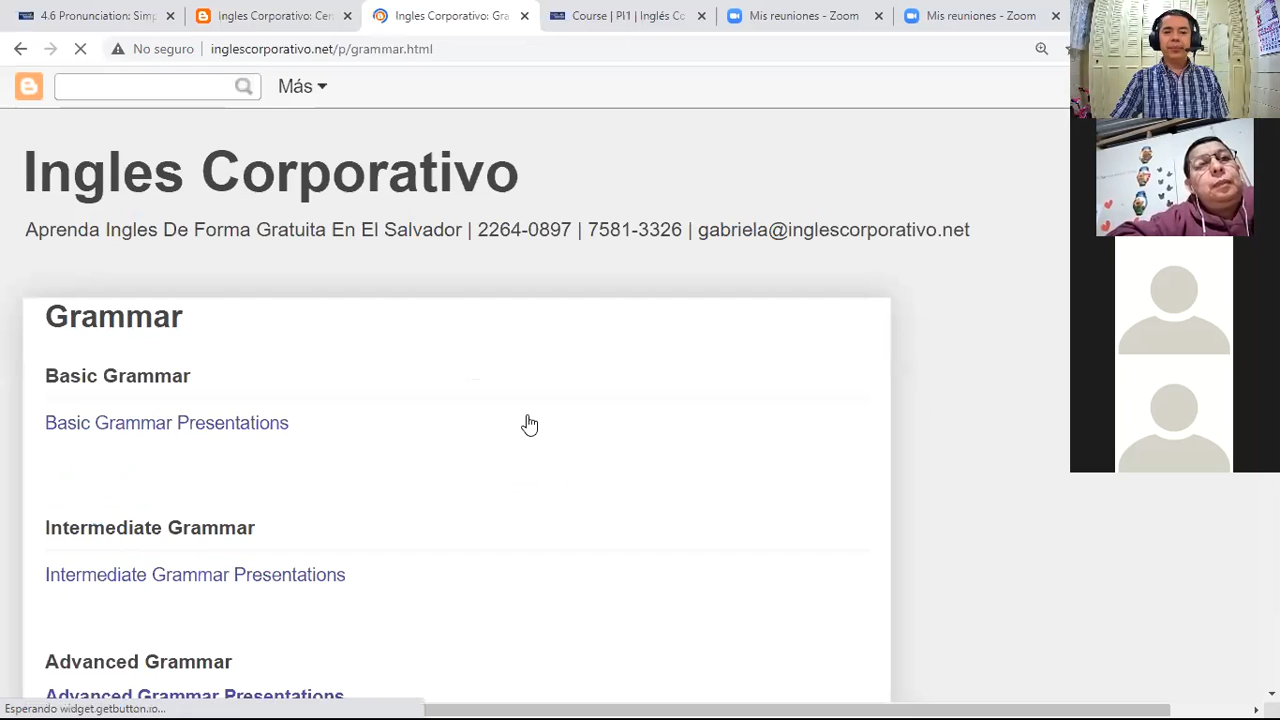 4.6 Pronunciation: Simp
Ingles Corporativo: Cen
Ingles Corporativo: Gra
Course | PI1 | Inglés Co
Mis reuniones - Zoom
Mis reuniones - Zoom
No seguro
inglescorporativo.net/p/grammar.html
Más
Ingles Corporativo
Aprenda Ingles De Forma Gratuita En El Salvador | 2264-0897 | 7581-3326 | gabriela@inglescorporativo.net
Grammar
Basic Grammar
Basic Grammar Presentations
Intermediate Grammar
Intermediate Grammar Presentations
Advanced Grammar
Advanced Grammar Presentations
Esperando widget.getbutton.io...